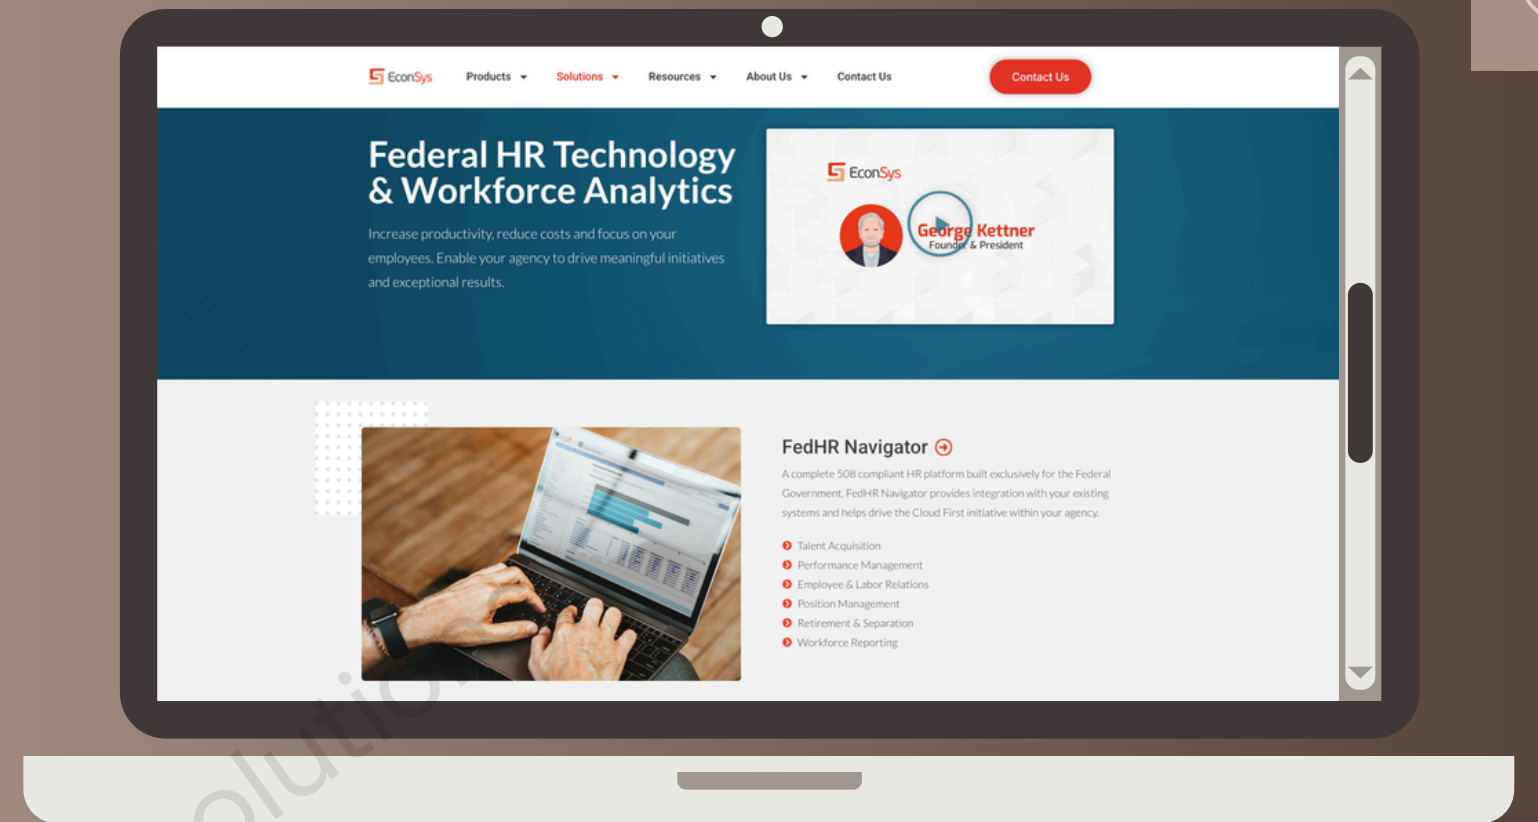 EconSys
Products
Solutions
Resources
About Us
Contact Us
Contact Us
Federal HR Technology
& Workforce Analytics
Increase productivity, reduce costs and focus on your
employees. Enable your agency to drive meaningful initiatives
and exceptional results.
EconSys
George Kettner
Founder & President
FedHR Navigator
A complete 508 compliant HR platform built exclusively for the Federal
Government, FedHR Navigator provides integration with your existing
systems and helps drive the Cloud First initiative within your agency.
Talent Acquisition
Performance Management
Employee & Labor Relations
Position Management
Retirement & Separation
Workforce Reporting